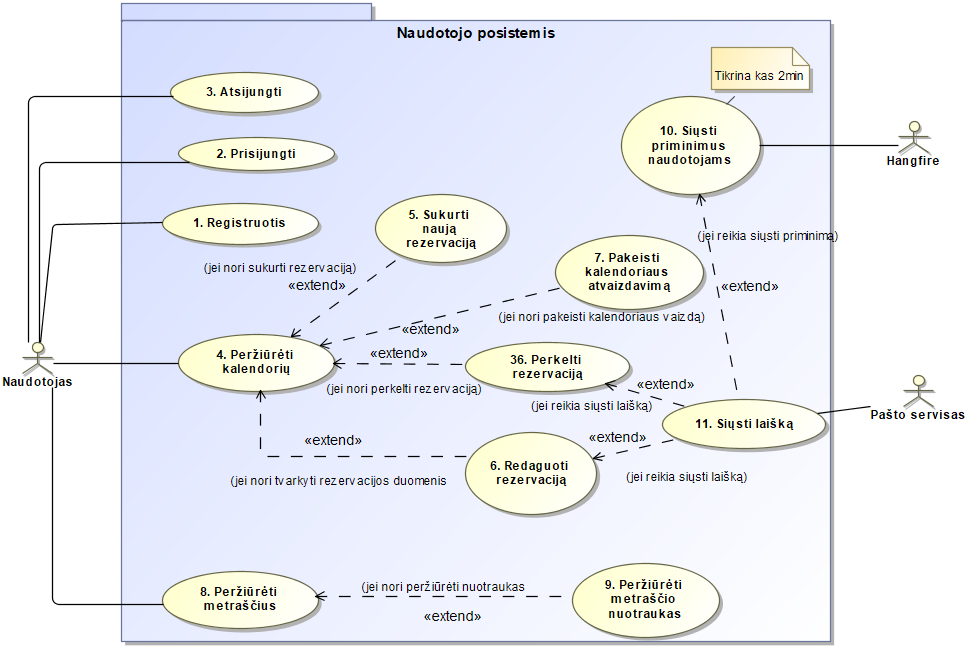 Naudotojo posistemis
Tikrina kas 2min
3. Atsijungti
10. Siųsti
priminimus
naudotojams
Hangfire
2. Prisijungti
1. Registruotis
5. Sukurti
naują
rezervaciją
(jei reikia siųsti priminimą)
(jei nori sukurti rezervaciją)
«extend»
7. Pakeisti
kalendoriaus
atvaizdavimą
«extend»
(jei nori pakeisti kalendoriaus vaizdą)
«extend»
4. Peržiūrėti
kalendorių
«extend»
36. Perkelti
rezervaciją
Naudotojas
(jei nori perkelti rezervaciją)
«extend»
(jei reikia siųsti laišką)
11. Siųsti laišką
Pašto servisas
«extend»
«extend»
6. Redaguoti
rezervaciją
(jei nori tvarkyti rezervacijos duomenis
(jei reikia siųsti laišką)
8. Peržiūrėti
metraščius
(jei nori peržiūrėti nuotraukas
«extend»
9. Peržiūrėti
metraščio
nuotraukas